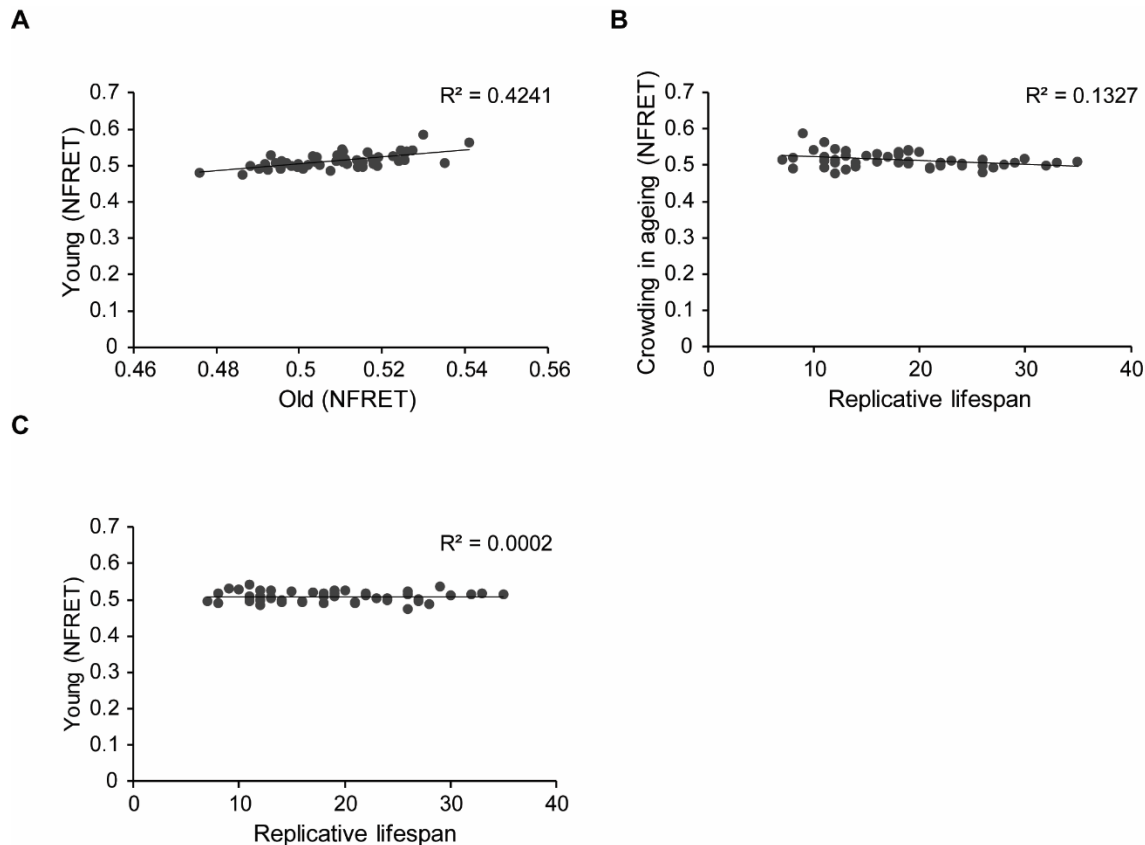 A
R² = 0.4241
Young (NFRET)
0.7
0.6
0.5
0.4
0.3
0.2
0.1
0
0.46 0.48 0.5 0.52 0.54 0.56
Old (NFRET)
B
R² = 0.1327
Crowding in ageing (NFRET)
0.7
0.6
0.5
0.4
0.3
0.2
0.1
0
0 10 20 30 40
Replicative lifespan
C
R² = 0.0002
Young (NFRET)
0.7
0.6
0.5
0.4
0.3
0.2
0.1
0
0 10 20 30 40
Replicative lifespan